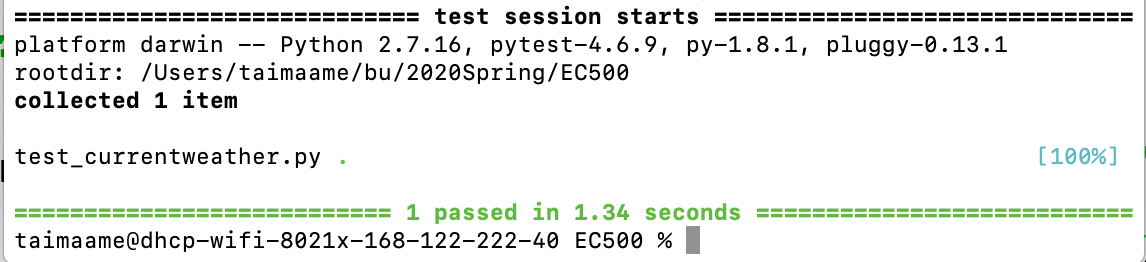 ============================= test session starts ==============================
platform darwin -- Python 2.7.16, pytest-4.6.9, py-1.8.1, pluggy-0.13.1
rootdir: /Users/taimaame/bu/2020Spring/EC500
collected 1 item
test_currentweather.py . [100%]
=========================== 1 passed in 1.34 seconds ===========================
taimaame@dhcp-wifi-8021x-168-122-222-40 EC500 %